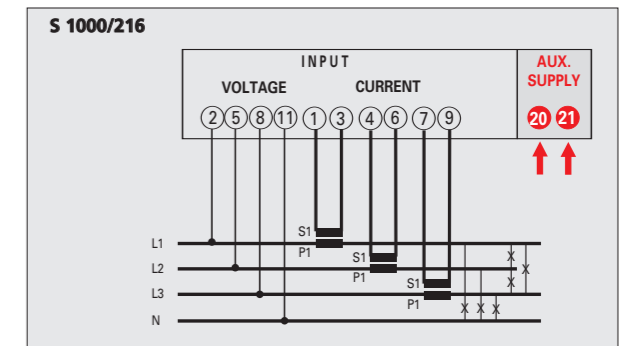 S 1000/216
INPUT
AUX.
SUPPLY
VOLTAGE CURRENT
2 5 8 11 1 3 4 6 7 9 20 21
S1
L1
P1
S1
L2
P1
S1
L3
P1
N
X X X X X X